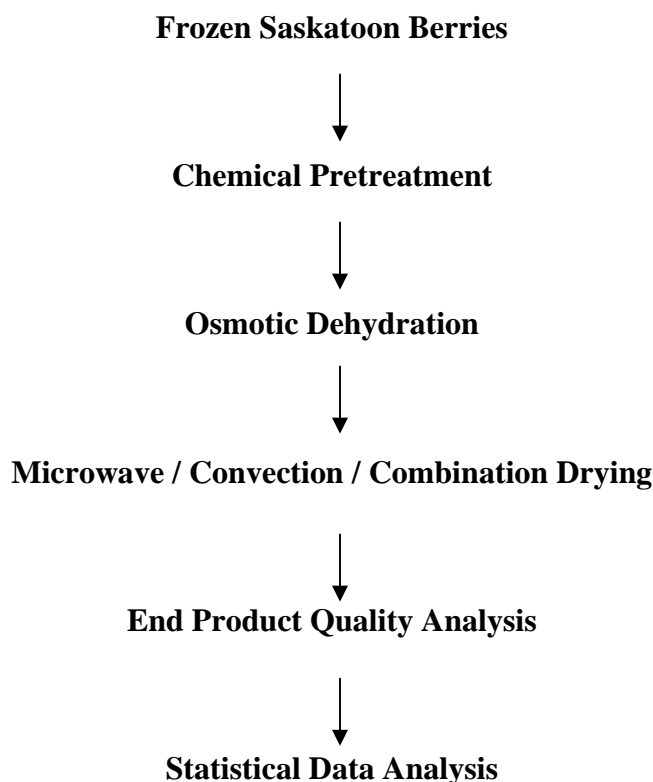 Frozen Saskatoon Berries
Chemical Pretreatment
Osmotic Dehydration
Microwave / Convection / Combination Drying
End Product Quality Analysis
Statistical Data Analysis